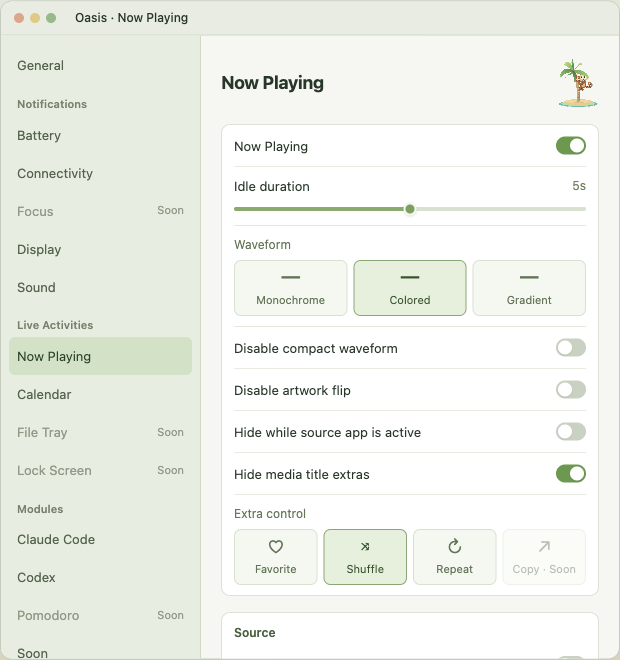 Oasis · Now Playing
General
Notifications
Battery
Connectivity
Focus Soon
Display
Sound
Live Activities
Now Playing
Calendar
File Tray Soon
Lock Screen Soon
Modules
Claude Code
Codex
Pomodoro Soon
Soon
Now Playing
Now Playing
Idle duration 5s
Waveform
Monochrome Colored Gradient
Disable compact waveform
Disable artwork flip
Hide while source app is active
Hide media title extras
Extra control
Favorite Shuffle Repeat Copy · Soon
Source